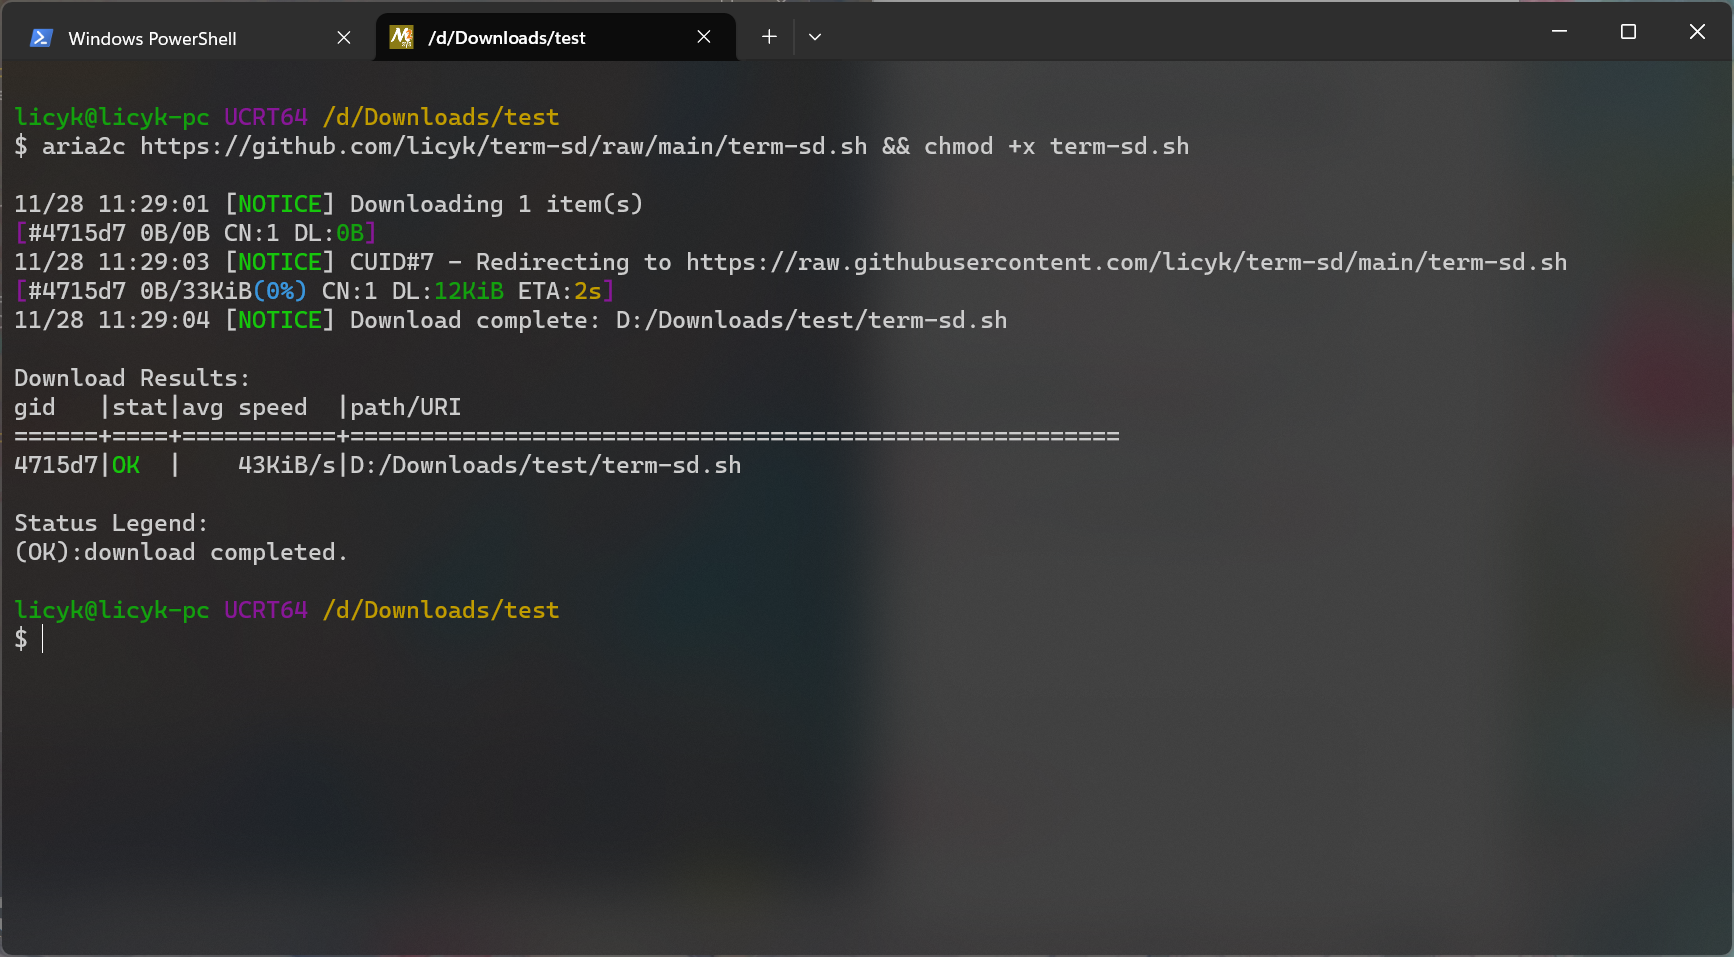 Windows PowerShell
/d/Downloads/test
licyk@licyk-pc UCRT64 /d/Downloads/test
$ aria2c https://github.com/licyk/term-sd/raw/main/term-sd.sh && chmod +x term-sd.sh
11/28 11:29:01 [NOTICE] Downloading 1 item(s)
[#4715d7 0B/0B CN:1 DL:0B]
11/28 11:29:03 [NOTICE] CUID#7 - Redirecting to https://raw.githubusercontent.com/licyk/term-sd/main/term-sd.sh
[#4715d7 0B/33KiB(0%) CN:1 DL:12KiB ETA:2s]
11/28 11:29:04 [NOTICE] Download complete: D:/Downloads/test/term-sd.sh
Download Results:
gid   |stat|avg speed  |path/URI
======+====+===========+=======================================================
4715d7|OK  |    43KiB/s|D:/Downloads/test/term-sd.sh
Status Legend:
(OK):download completed.
licyk@licyk-pc UCRT64 /d/Downloads/test
$